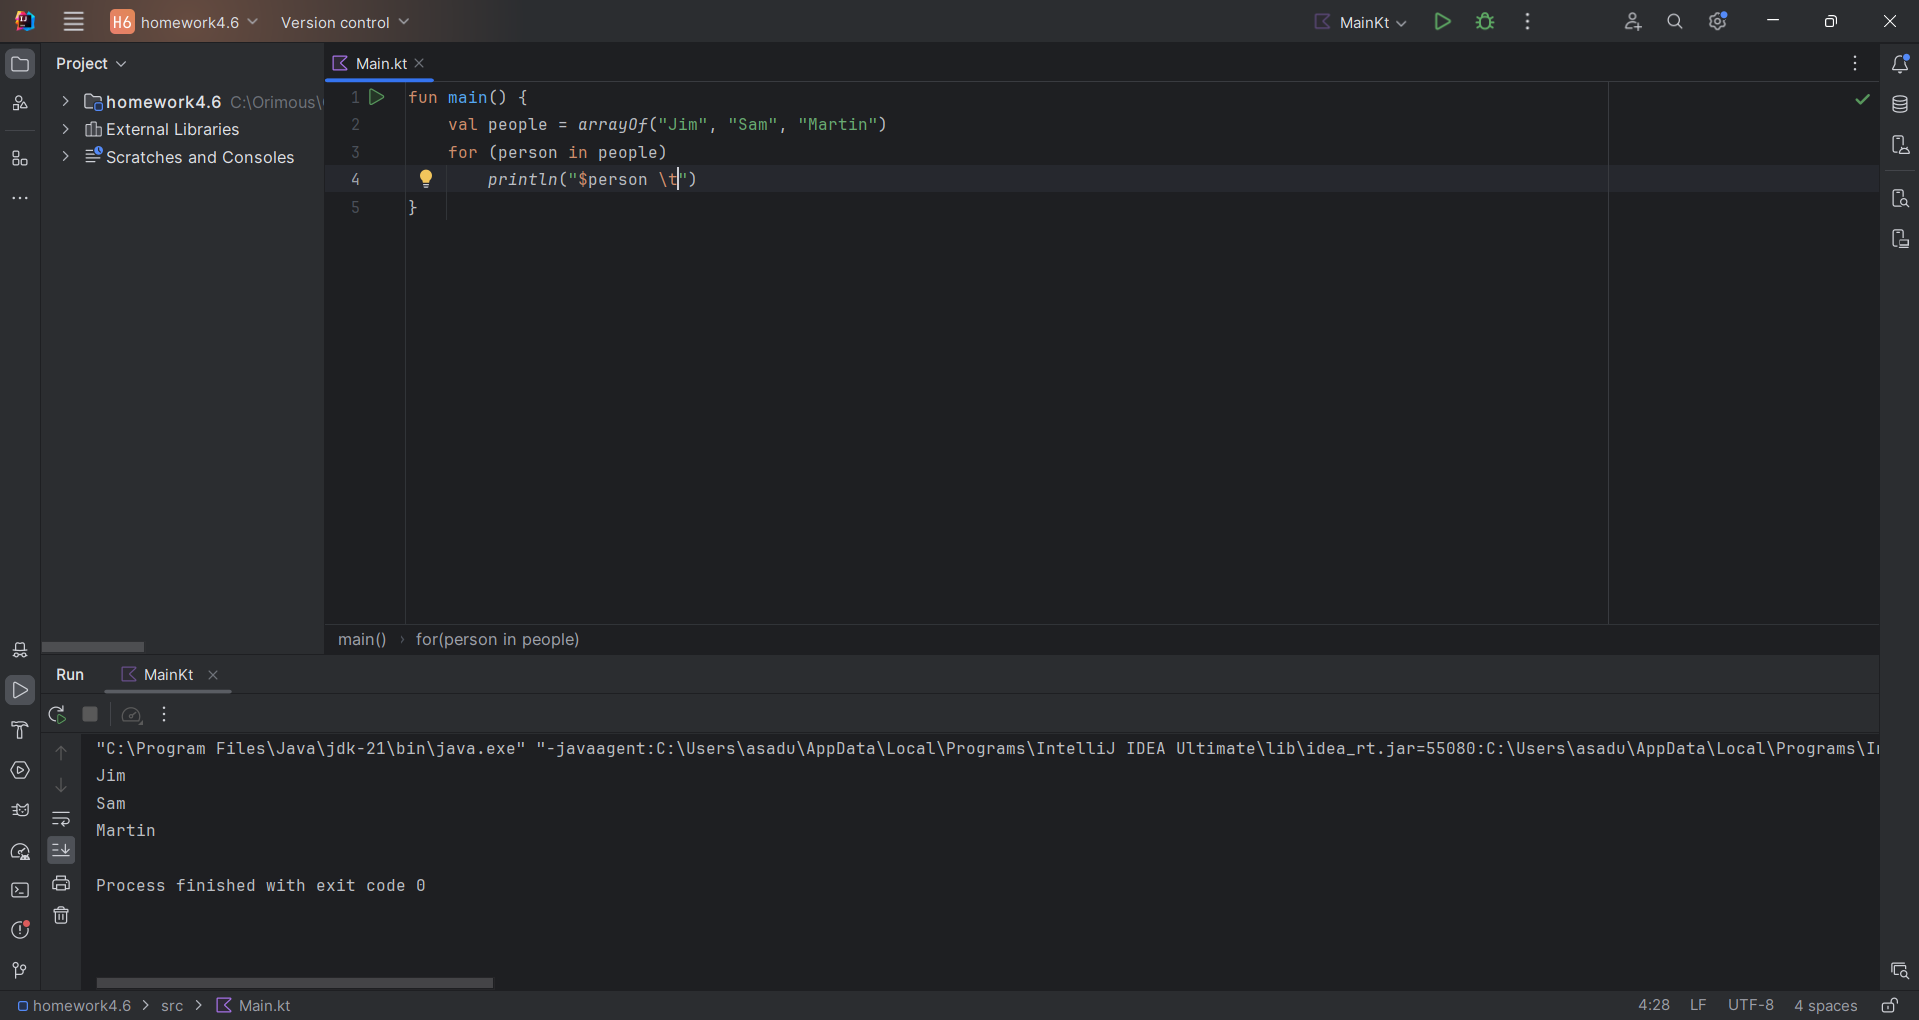 H6 homework4.6 Version control MainKt
Project Main.kt
homework4.6 C:\Orimous\
External Libraries
Scratches and Consoles
1 fun main() {
2 val people = arrayOf("Jim", "Sam", "Martin")
3 for (person in people)
4 println("$person \t")
5 }
main() › for(person in people)
Run MainKt
"C:\Program Files\Java\jdk-21\bin\java.exe" "-javaagent:C:\Users\asadu\AppData\Local\Programs\IntelliJ IDEA Ultimate\lib\idea_rt.jar=55080:C:\Users\asadu\AppData\Local\Programs\I
Jim
Sam
Martin
Process finished with exit code 0
homework4.6 > src > Main.kt 4:28 LF UTF-8 4 spaces